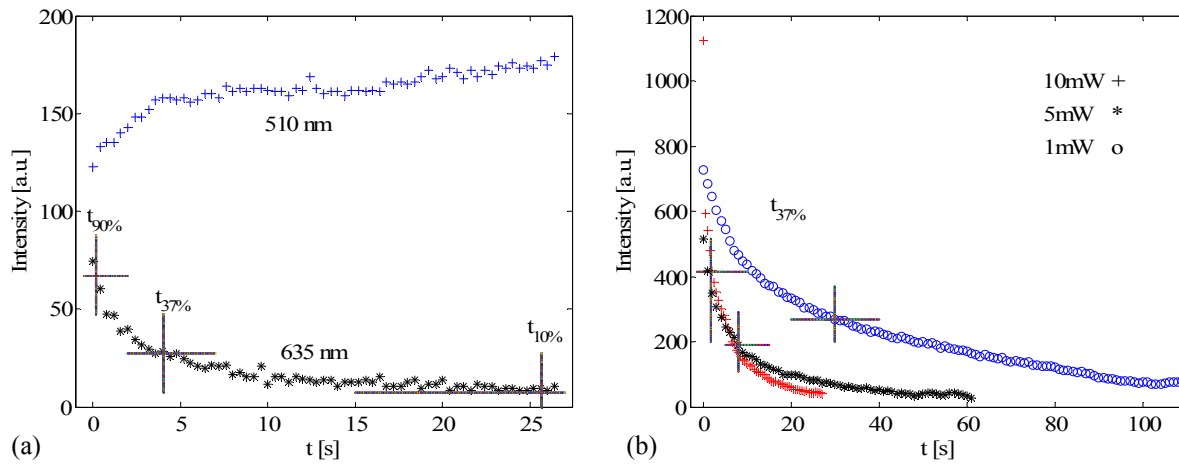 200
150
100
50
0
Intensity [a.u.]
510 nm
t90%
t37%
635 nm
t10%
0 5 10 15 20 25
t [s]
(a)
1200
1000
800
600
400
200
0
Intensity [a.u.]
10mW +
5mW *
1mW o
t37%
0 20 40 60 80 100
t [s]
(b)